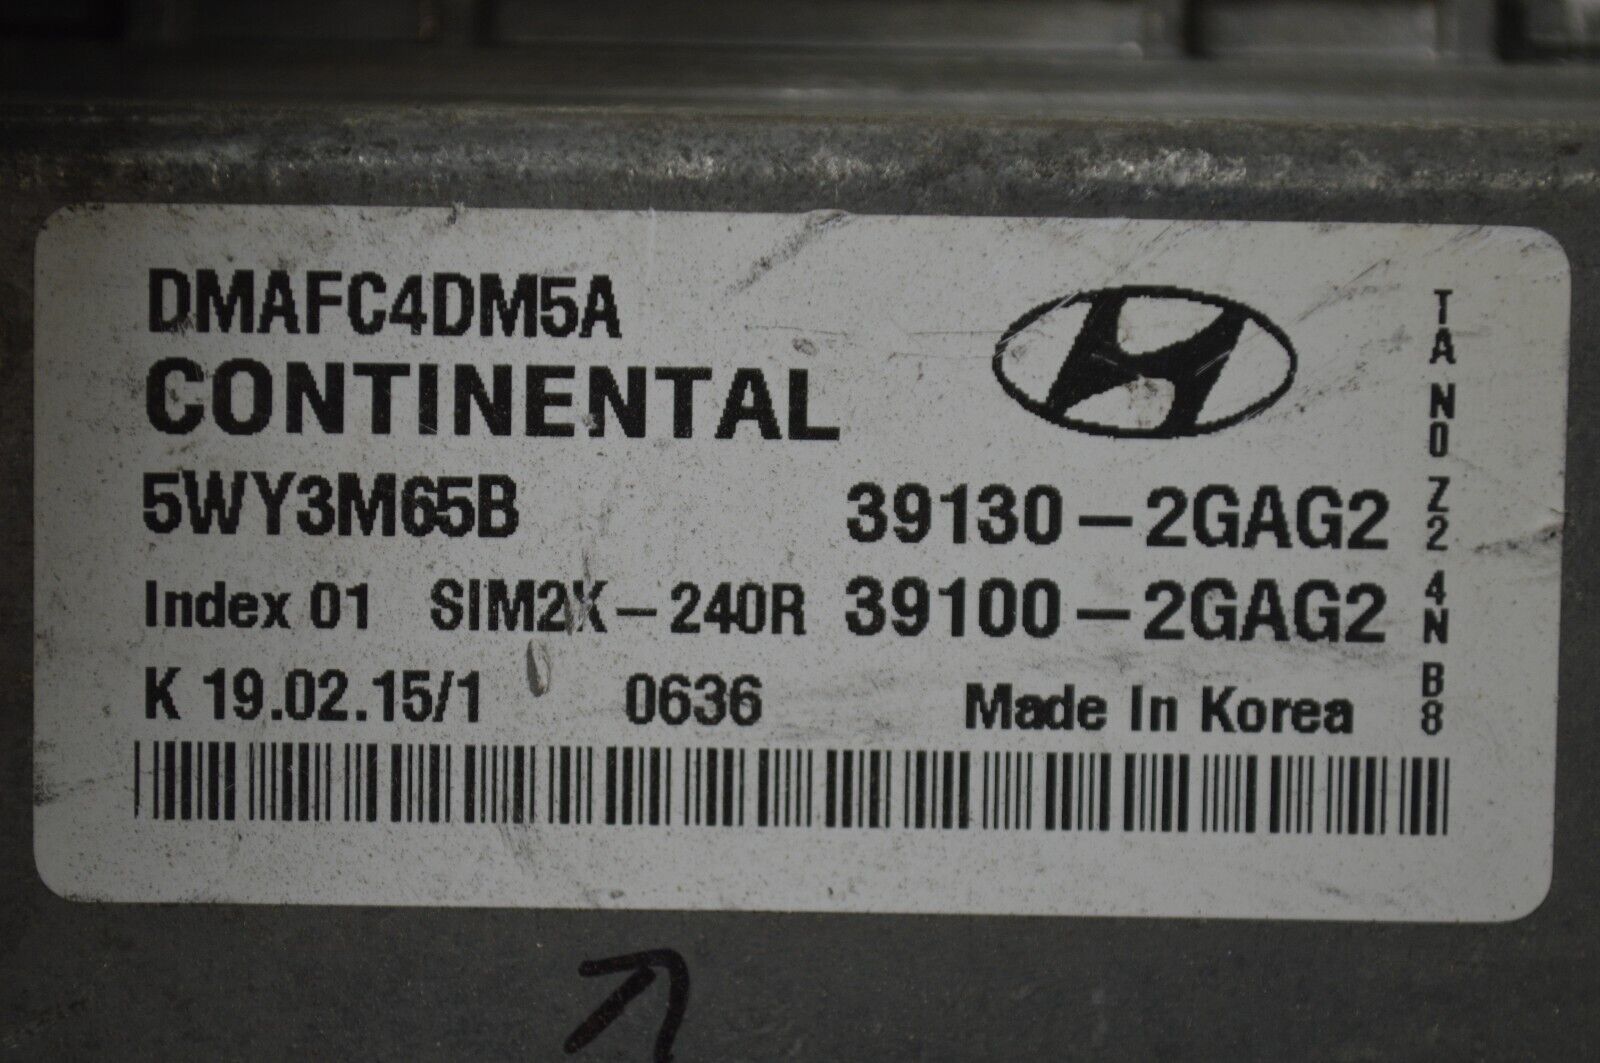 DMAFC4DM5A
CONTINENTAL
5WY3M65B 39130-2GAG2
Index 01 SIM2K-240R 39100-2GAG2
K 19.02.15/1 0636 Made In Korea
TA N0 Z2 4N B8